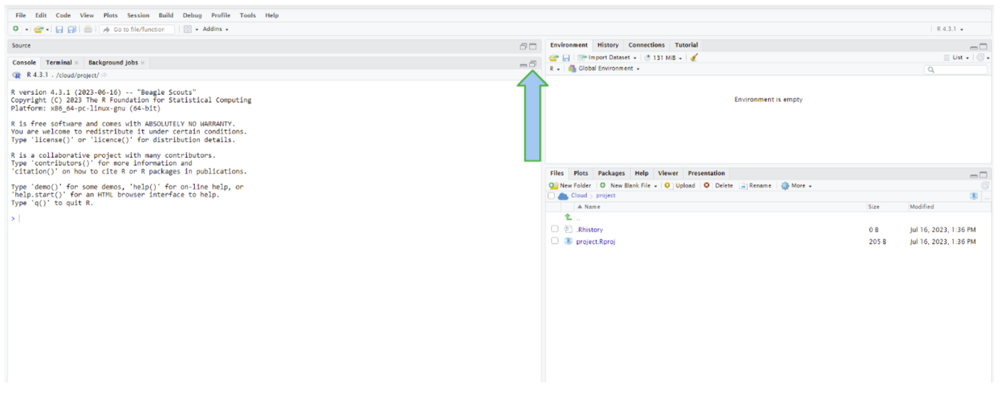 File Edit Code View Plots Session Build Debug Profile Tools Help
Go to file/function Addins R 4.3.1
Source
Console Terminal Background Jobs
R 4.3.1 . /cloud/project/
R version 4.3.1 (2023-06-16) -- "Beagle Scouts"
Copyright (C) 2023 The R Foundation for Statistical Computing
Platform: x86_64-pc-linux-gnu (64-bit)
R is free software and comes with ABSOLUTELY NO WARRANTY.
You are welcome to redistribute it under certain conditions.
Type 'license()' or 'licence()' for distribution details.
R is a collaborative project with many contributors.
Type 'contributors()' for more information and
'citation()' on how to cite R or R packages in publications.
Type 'demo()' for some demos, 'help()' for on-line help, or
'help.start()' for an HTML browser interface to help.
Type 'q()' to quit R.
>
Environment History Connections Tutorial
Import Dataset 131 MiB List
R Global Environment
Environment is empty
Files Plots Packages Help Viewer Presentation
New Folder New Blank File Upload Delete Rename More
Cloud > project ...
Name Size Modified
..
.Rhistory 0 B Jul 16, 2023, 1:36 PM
project.Rproj 205 B Jul 16, 2023, 1:36 PM